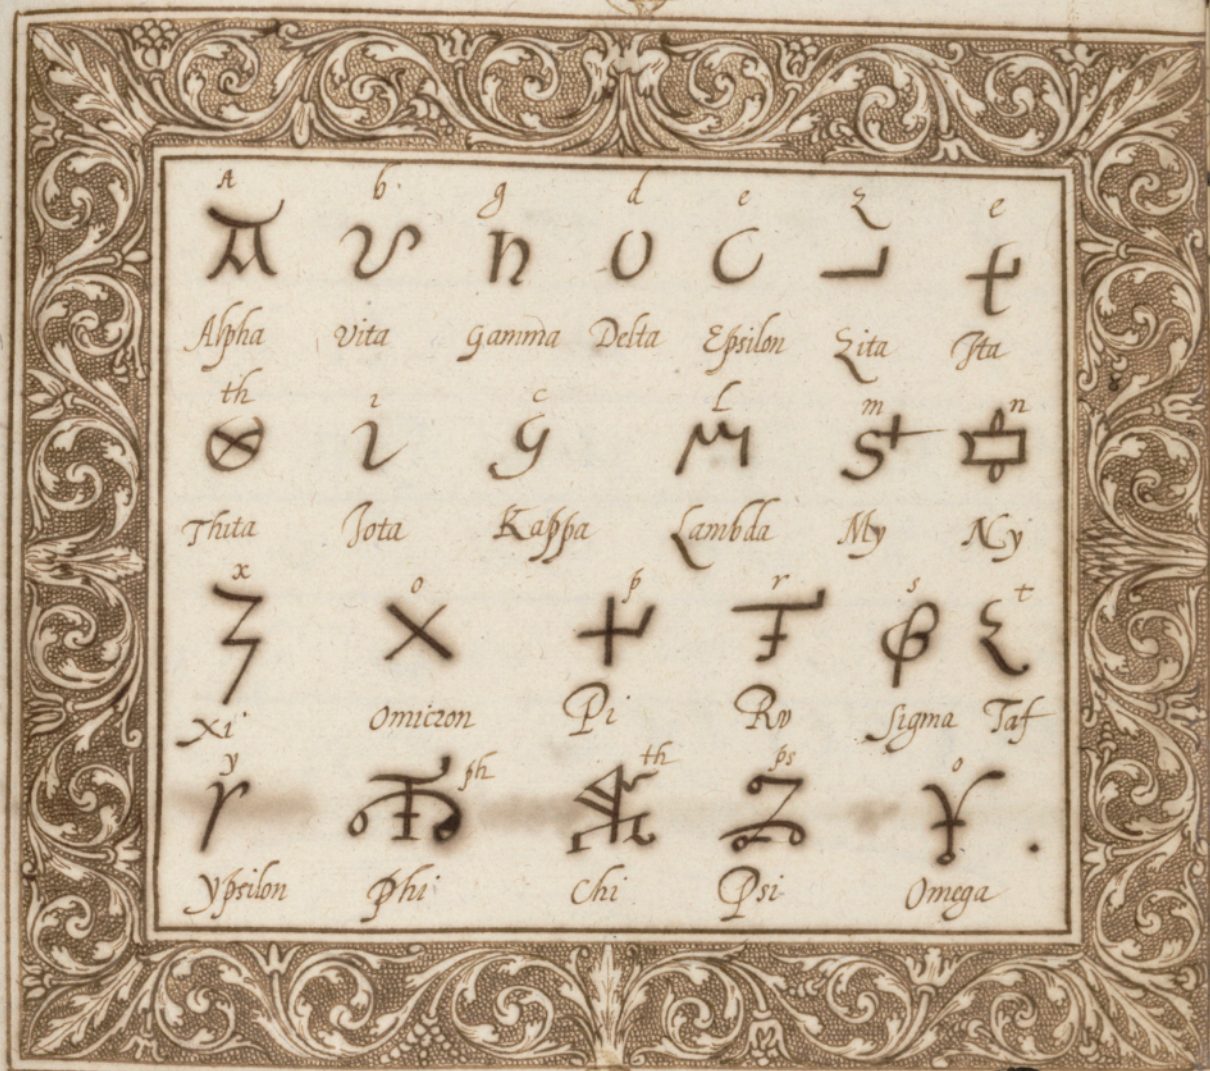 A b g d e z e
Alpha Vita Gamma Delta Epsilon Zita Ita
th i c l m n
Thita Iota Kappa Lambda My Ny
x o p r s t
Xi Omicron Pi Ro Sigma Taf
y ph th ps o
Ypsilon Phi Chi Psi Omega